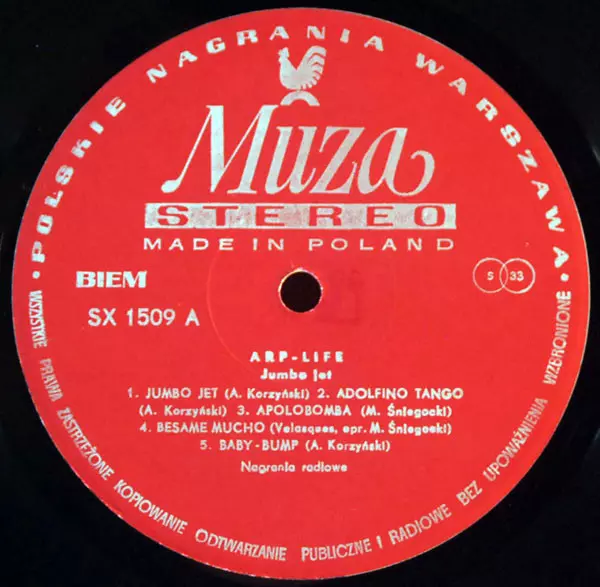 • POLSKIE NAGRANIA WARSZAWA •
Muza
STEREO
MADE IN POLAND
BIEM
S 33
SX 1509 A
ARP-LIFE
Jumbo Jet
1. JUMBO JET (A. Korzyński) 2. ADOLFINO TANGO
(A. Korzyński) 3. APOLOBOMBA (M. Śniegocki)
4. BESAME MUCHO (Velasques, opr. M. Śniegocki)
5. BABY-BUMP (A. Korzyński)
Nagrania radiowe
WSZYSTKIE PRAWA ZASTRZEŻONE KOPIOWANIE ODTWARZANIE PUBLICZNE I RADIOWE BEZ UPOWAŻNIENIA WZBRONIONE